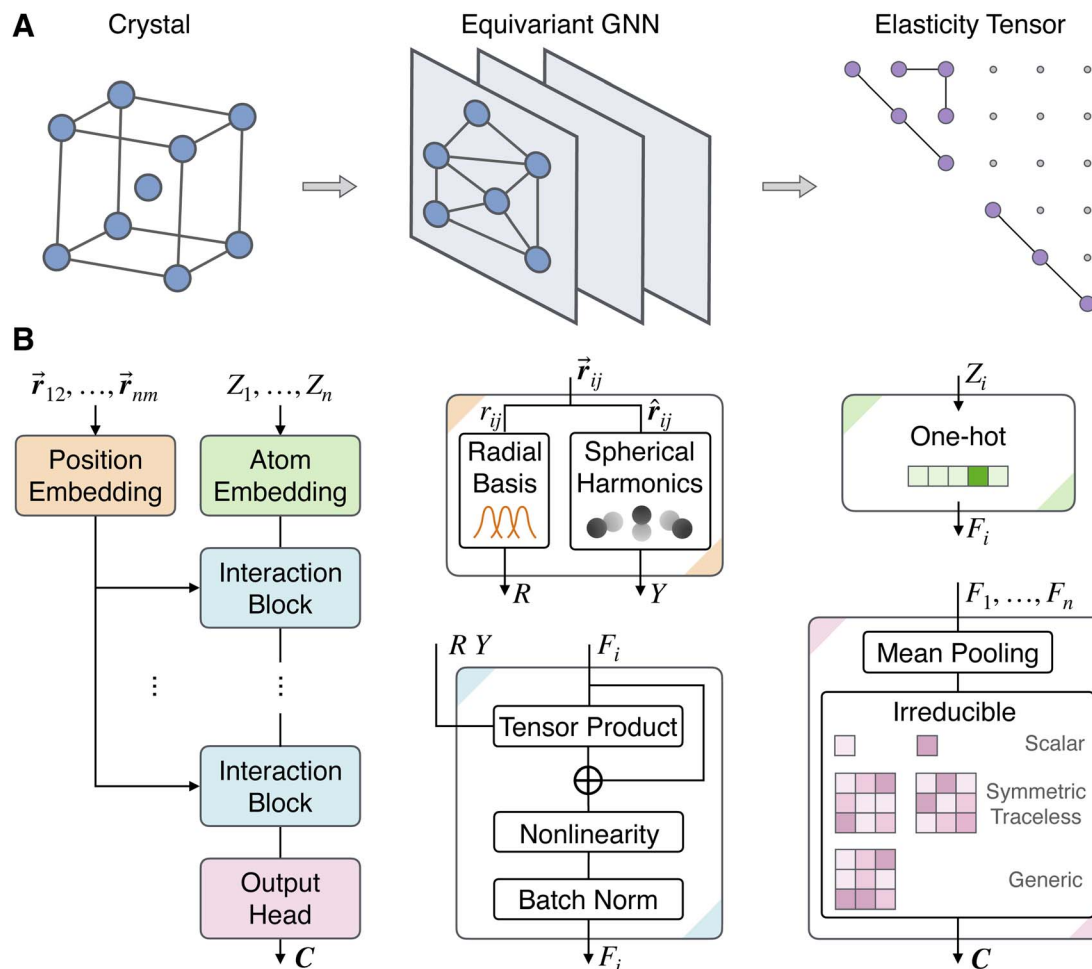 A
Crystal
Equivariant GNN
Elasticity Tensor
B
r⃗₁₂, …, r⃗ₙₘ
Z₁, …, Zₙ
Position
Embedding
Atom
Embedding
Interaction
Block
⋮
⋮
Interaction
Block
Output
Head
C
r⃗ᵢⱼ
rᵢⱼ
r̂ᵢⱼ
Radial
Basis
Spherical
Harmonics
R
Y
R Y
Fᵢ
Tensor Product
Nonlinearity
Batch Norm
Fᵢ
Zᵢ
One-hot
Fᵢ
F₁, …, Fₙ
Mean Pooling
Irreducible
Scalar
Symmetric
Traceless
Generic
C